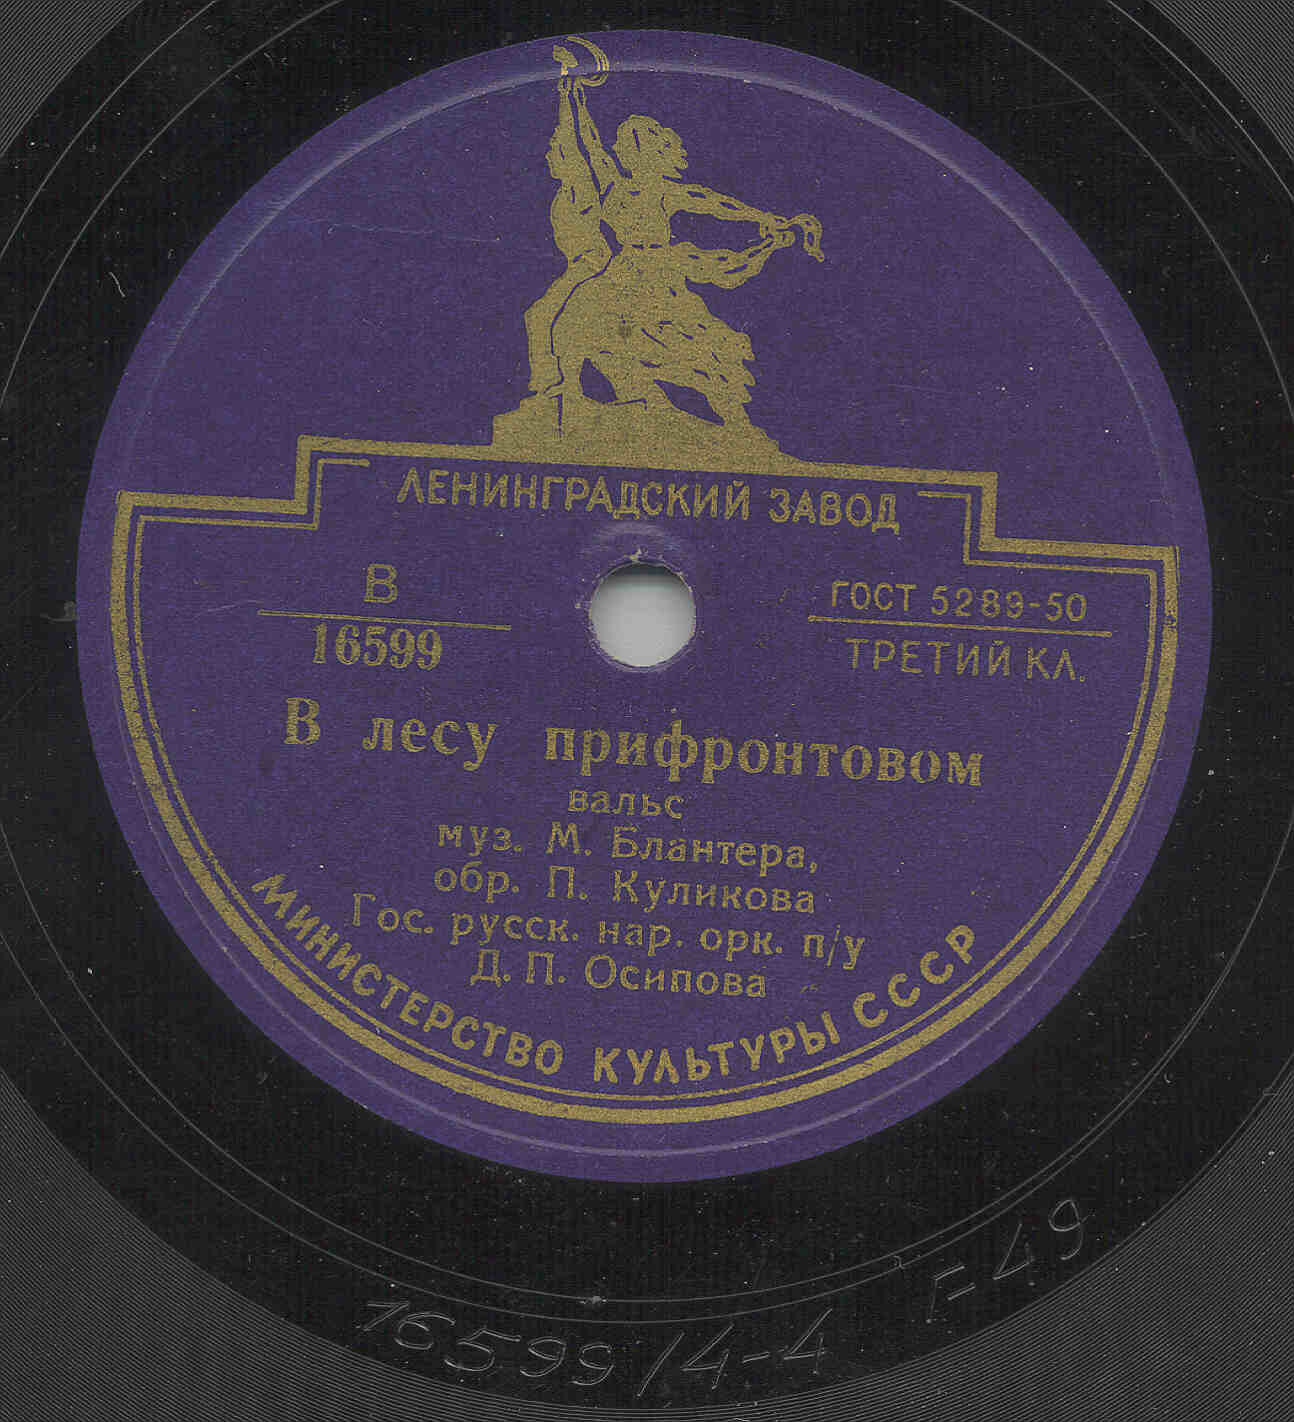 ЛЕНИНГРАДСКИЙ ЗАВОД
В
16599
ГОСТ 5289-50
ТРЕТИЙ КЛ.
В лесу прифронтовом
вальс
муз. М. Блантера,
обр. П. Куликова
Гос. русск. нар. орк. п/у
Д. П. Осипова
МИНИСТЕРСТВО КУЛЬТУРЫ СССР
16599/4-4
Г-49